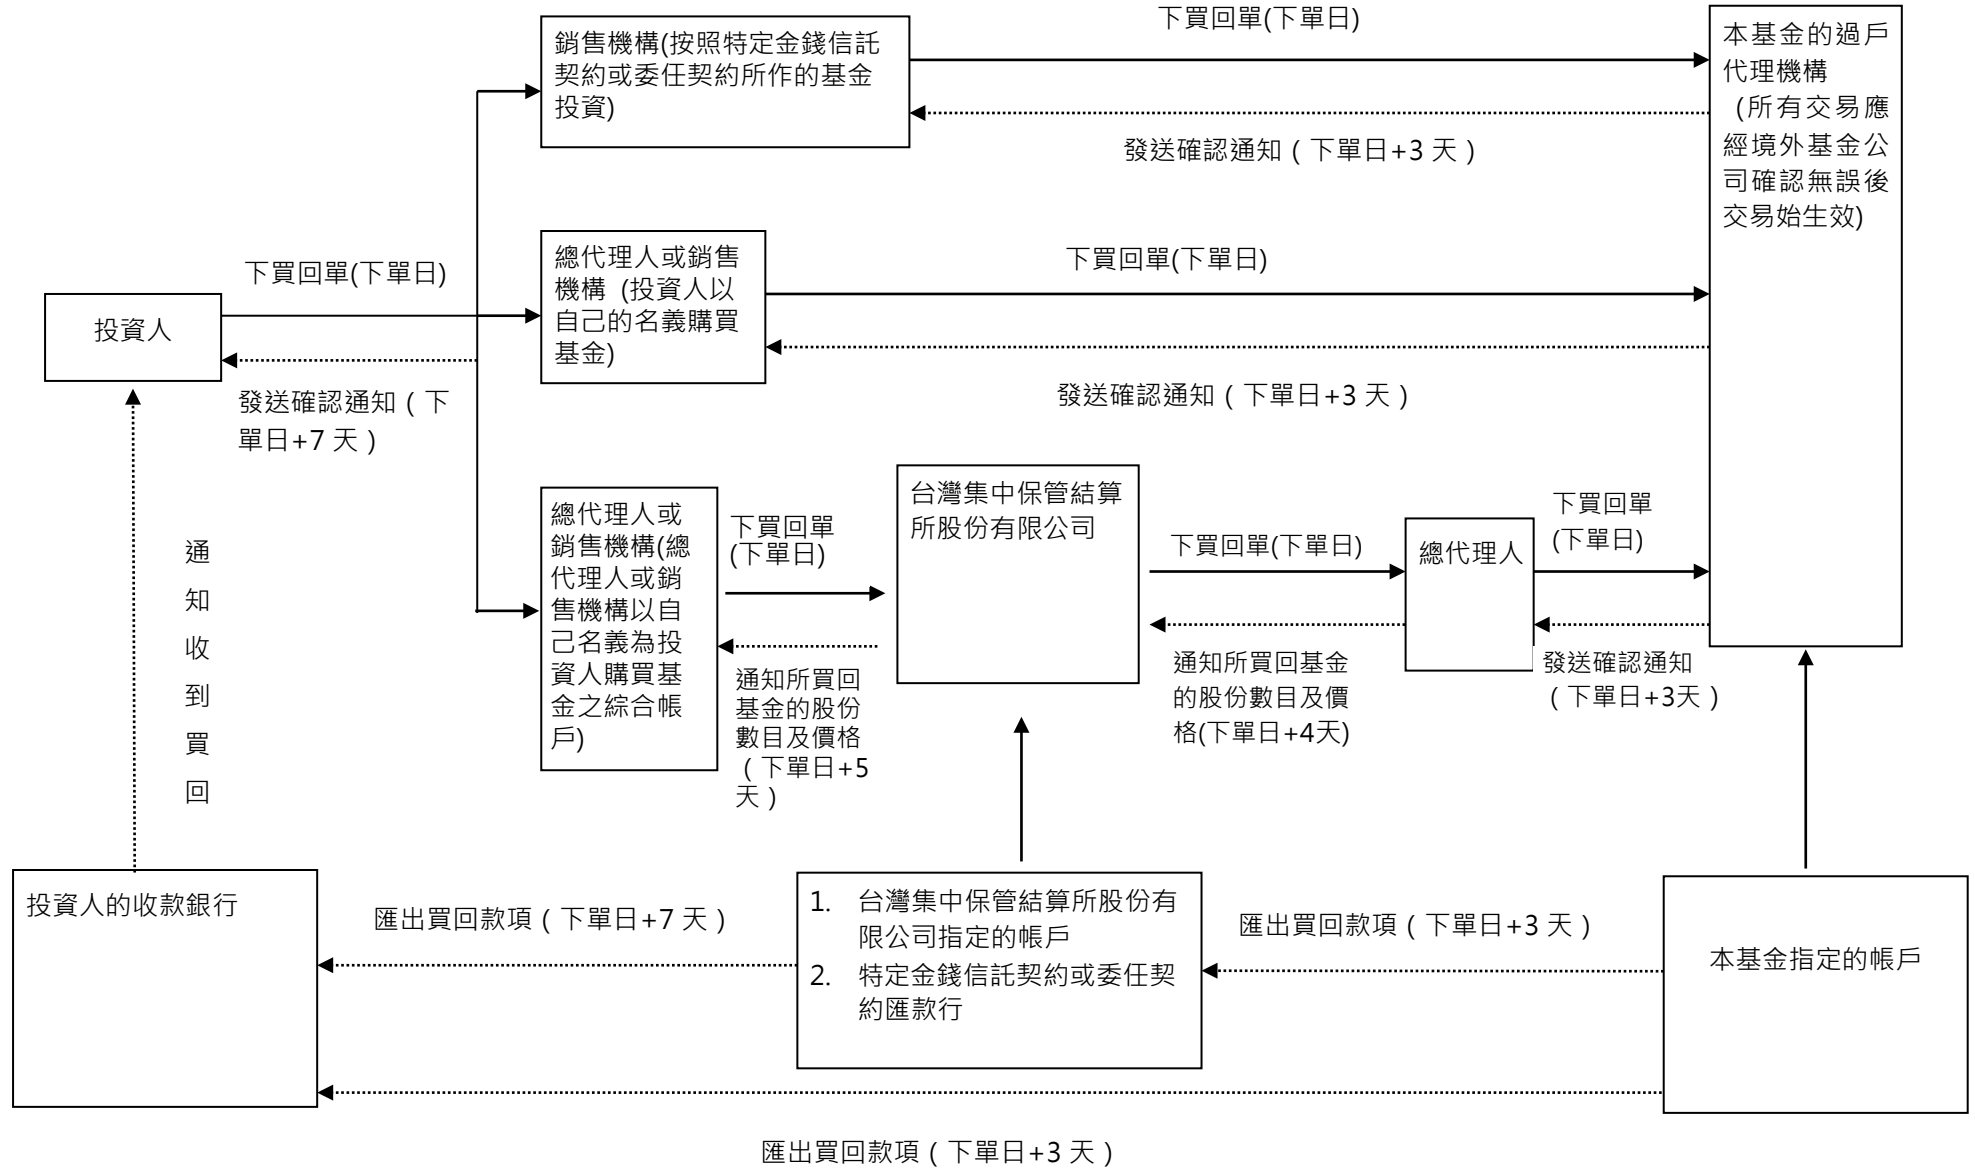 下買回單(下單日)
銷售機構(按照特定金錢信託
契約或委任契約所作的基金
投資)
本基金的過戶
代理機構
(所有交易應
經境外基金公
司確認無誤後
交易始生效)
發送確認通知（下單日+3 天）
總代理人或銷售
機構 (投資人以
自己的名義購買
基金)
下買回單(下單日)
下買回單(下單日)
投資人
發送確認通知（下
單日+7 天）
發送確認通知（下單日+3 天）
總代理人或
銷售機構(總
代理人或銷
售機構以自
己名義為投
資人購買基
金之綜合帳
戶)
下買回單
(下單日)
台灣集中保管結算
所股份有限公司
下買回單(下單日)
總代理人
下買回單
(下單日)
通知所買回
基金的股份
數目及價格
（下單日+5
天）
通知所買回基金
的股份數目及價
格(下單日+4天)
發送確認通知
（下單日+3天）
通
知
收
到
買
回
投資人的收款銀行
匯出買回款項（下單日+7 天）
1. 台灣集中保管結算所股份有
限公司指定的帳戶
2. 特定金錢信託契約或委任契
約匯款行
匯出買回款項（下單日+3 天）
本基金指定的帳戶
匯出買回款項（下單日+3 天）